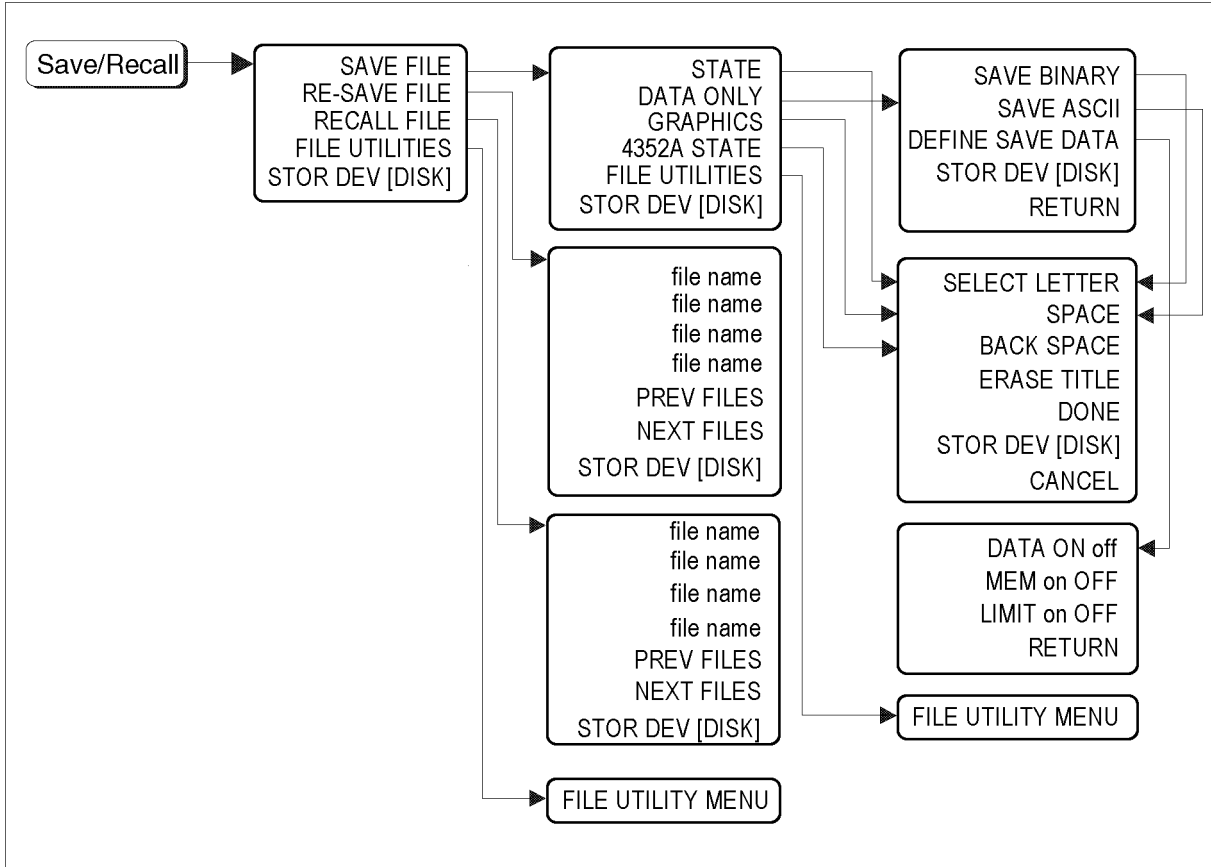 Save/Recall
SAVE FILE
RE-SAVE FILE
RECALL FILE
FILE UTILITIES
STOR DEV [DISK]
STATE
DATA ONLY
GRAPHICS
4352A STATE
FILE UTILITIES
STOR DEV [DISK]
file name
file name
file name
file name
PREV FILES
NEXT FILES
STOR DEV [DISK]
file name
file name
file name
file name
PREV FILES
NEXT FILES
STOR DEV [DISK]
FILE UTILITY MENU
SAVE BINARY
SAVE ASCII
DEFINE SAVE DATA
STOR DEV [DISK]
RETURN
SELECT LETTER
SPACE
BACK SPACE
ERASE TITLE
DONE
STOR DEV [DISK]
CANCEL
DATA ON off
MEM on OFF
LIMIT on OFF
RETURN
FILE UTILITY MENU